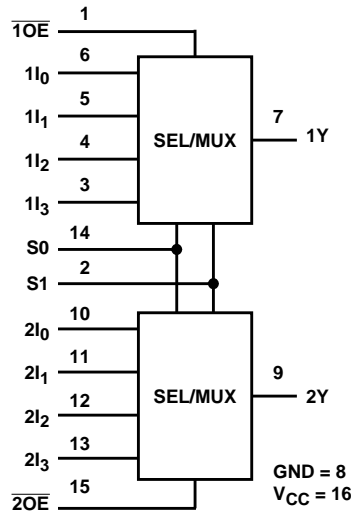 1
1OE
6
1I0
5
1I1
4
1I2
3
1I3
SEL/MUX
7
1Y
14
S0
2
S1
10
2I0
11
2I1
12
2I2
13
2I3
15
2OE
SEL/MUX
9
2Y
GND = 8
VCC = 16